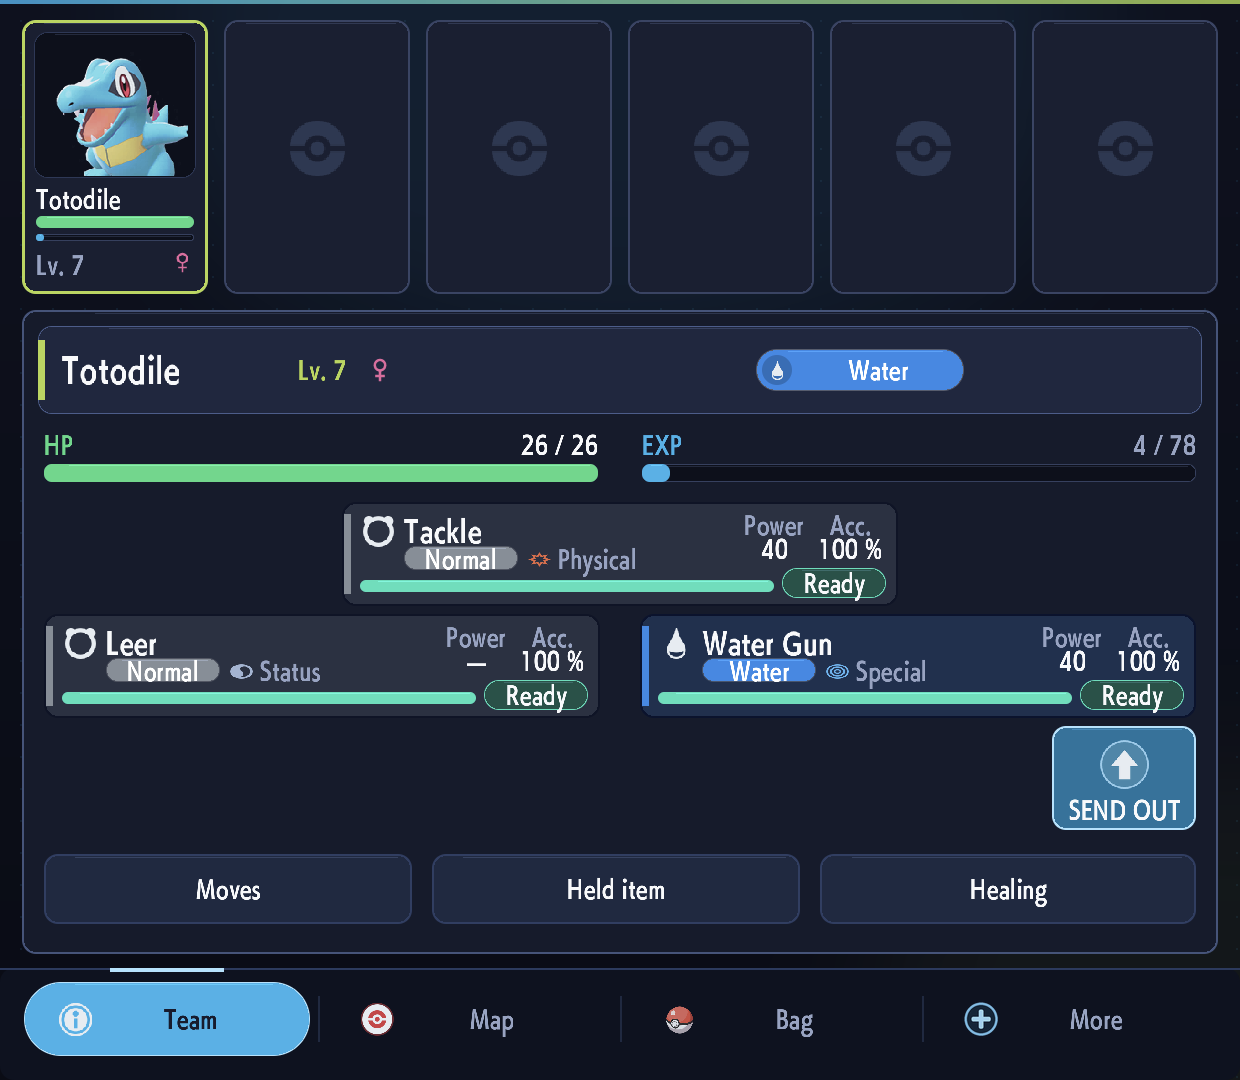 Totodile
Lv. 7 ♀
Totodile Lv. 7 ♀ Water
HP 26 / 26 EXP 4 / 78
Tackle Power Acc.
Normal Physical 40 100 %
Ready
Leer Power Acc.
Normal Status — 100 %
Ready
Water Gun Power Acc.
Water Special 40 100 %
Ready
SEND OUT
Moves Held item Healing
Team Map Bag More